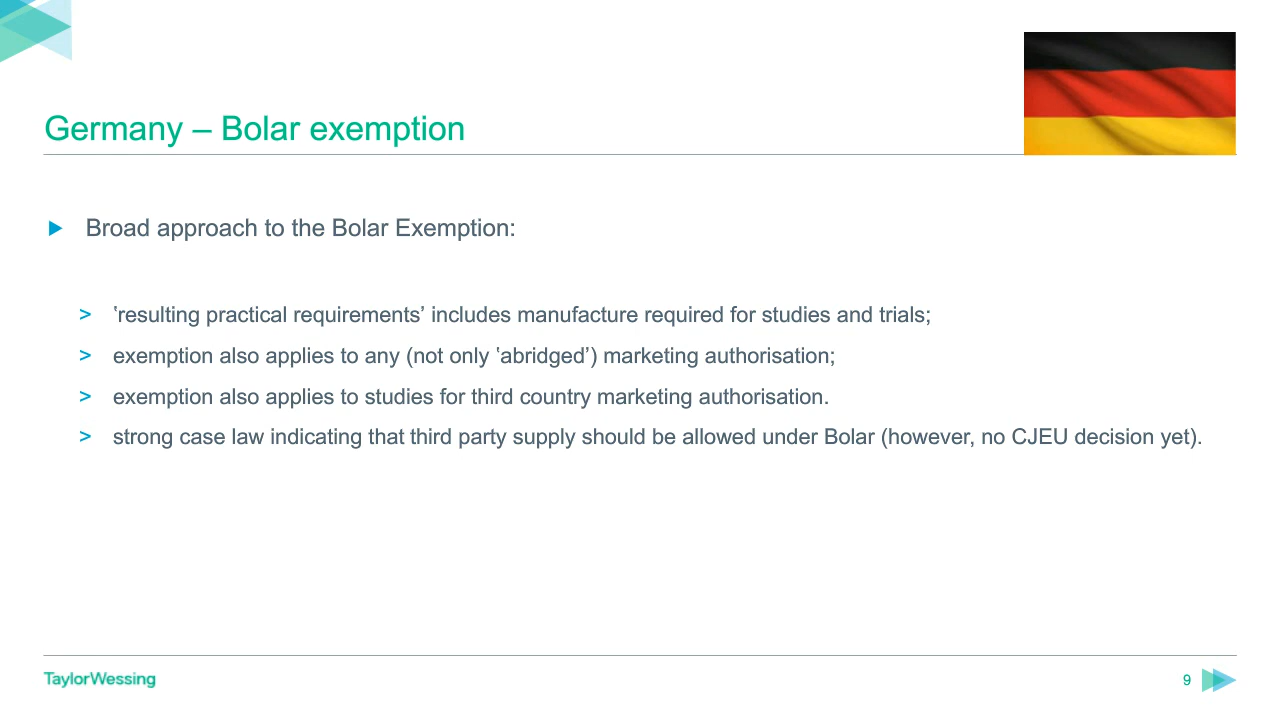 Germany – Bolar exemption
Broad approach to the Bolar Exemption:
> ‛resulting practical requirements’ includes manufacture required for studies and trials;
> exemption also applies to any (not only ‛abridged’) marketing authorisation;
> exemption also applies to studies for third country marketing authorisation.
> strong case law indicating that third party supply should be allowed under Bolar (however, no CJEU decision yet).
TaylorWessing
9